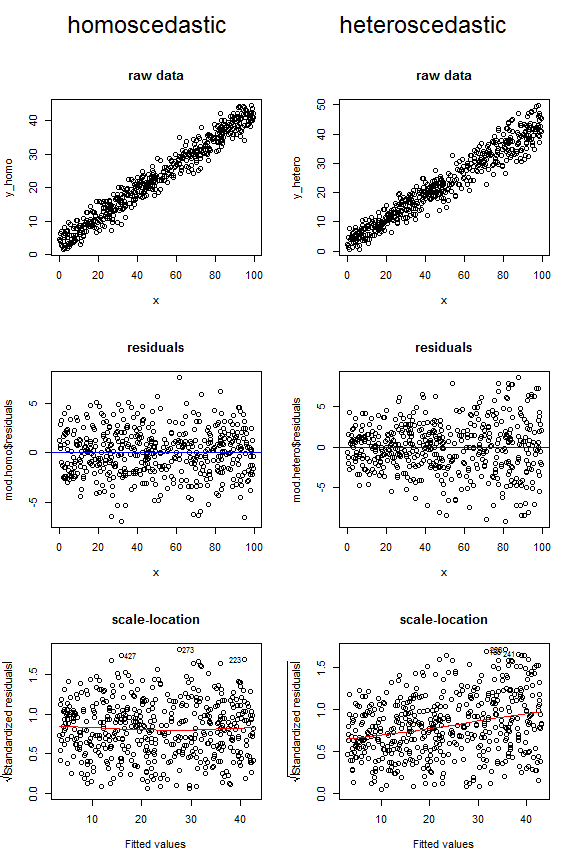 homoscedastic
heteroscedastic
raw data
raw data
y_homo
0 10 20 30 40
0 20 40 60 80 100
x
y_hetero
0 10 20 30 40 50
0 20 40 60 80 100
x
residuals
residuals
mod.homo$residuals
-5 0 5
0 20 40 60 80 100
x
mod.hetero$residuals
-5 0 5
0 20 40 60 80 100
x
scale-location
scale-location
√|Standardized residuals|
0.0 0.5 1.0 1.5
427
273
223
10 20 30 40
Fitted values
√|Standardized residuals|
0.0 0.5 1.0 1.5
241
10 20 30 40
Fitted values